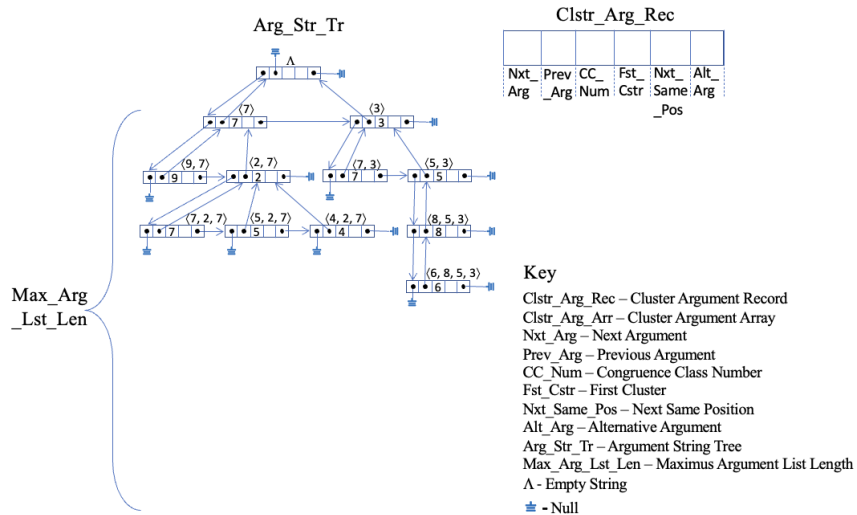 Arg_Str_Tr
Clstr_Arg_Rec
Nxt_ Arg
Prev _Arg
CC_ Num
Fst_ Cstr
Nxt_ Same _Pos
Alt_ Arg
Λ
⟨7⟩
7
⟨3⟩
3
⟨9, 7⟩
9
⟨2, 7⟩
2
⟨7, 3⟩
7
⟨5, 3⟩
5
⟨7, 2, 7⟩
7
⟨5, 2, 7⟩
5
⟨4, 2, 7⟩
4
⟨8, 5, 3⟩
8
⟨6, 8, 5, 3⟩
6
Max_Arg
_Lst_Len
Key
Clstr_Arg_Rec – Cluster Argument Record
Clstr_Arg_Arr – Cluster Argument Array
Nxt_Arg – Next Argument
Prev_Arg – Previous Argument
CC_Num – Congruence Class Number
Fst_Cstr – First Cluster
Nxt_Same_Pos – Next Same Position
Alt_Arg – Alternative Argument
Arg_Str_Tr – Argument String Tree
Max_Arg_Lst_Len – Maximus Argument List Length
Λ - Empty String
- Null